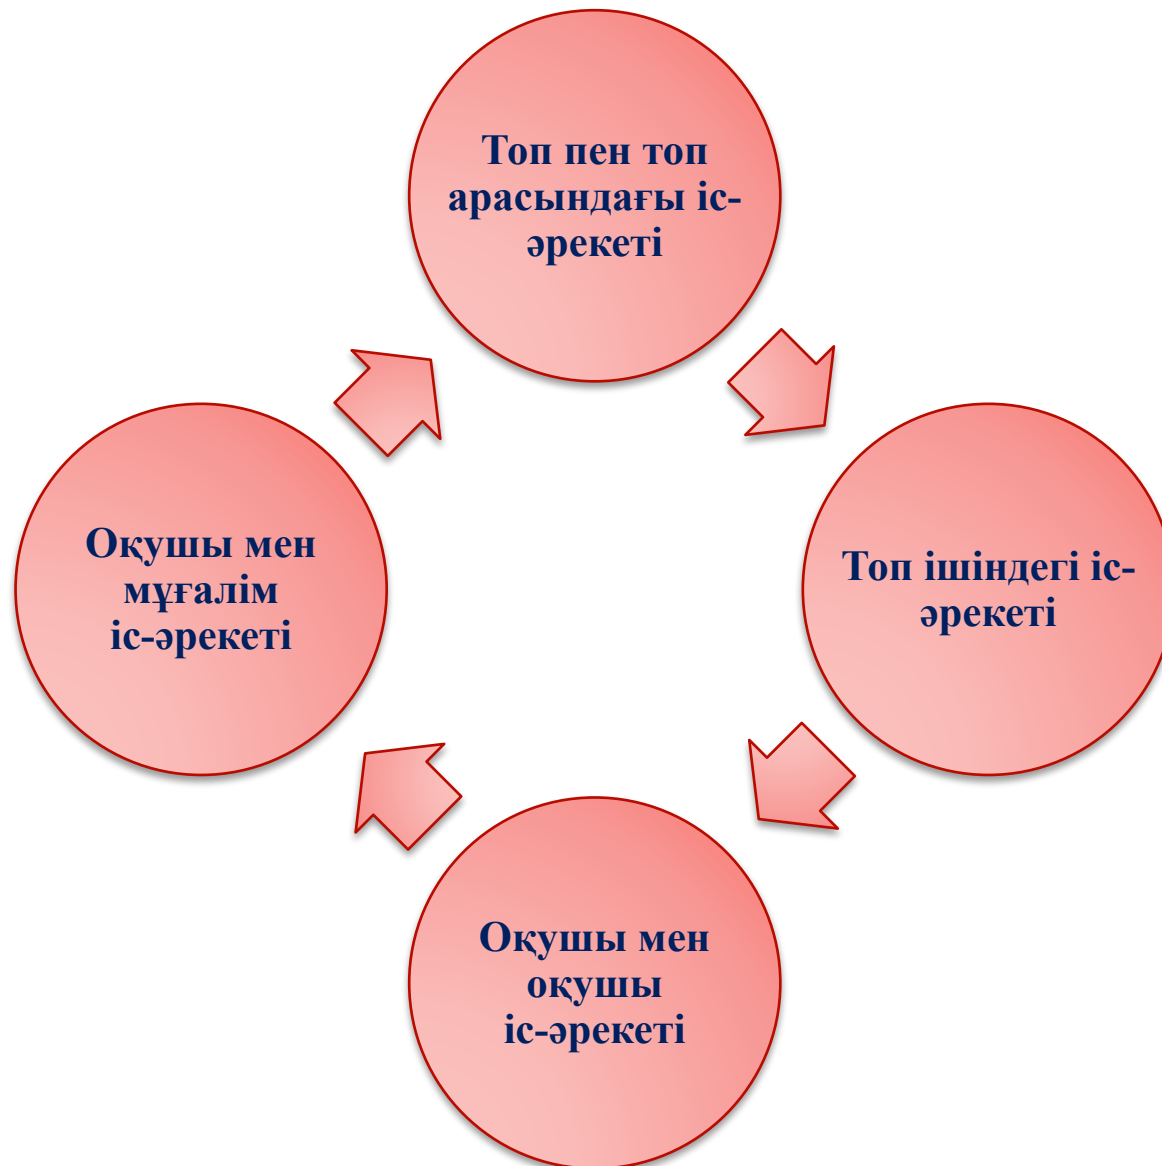 Топ пен топ
арасындағы іс-
әрекеті
Топ ішіндегі іс-
әрекеті
Оқушы мен
оқушы
іс-әрекеті
Оқушы мен
мұғалім
іс-әрекеті